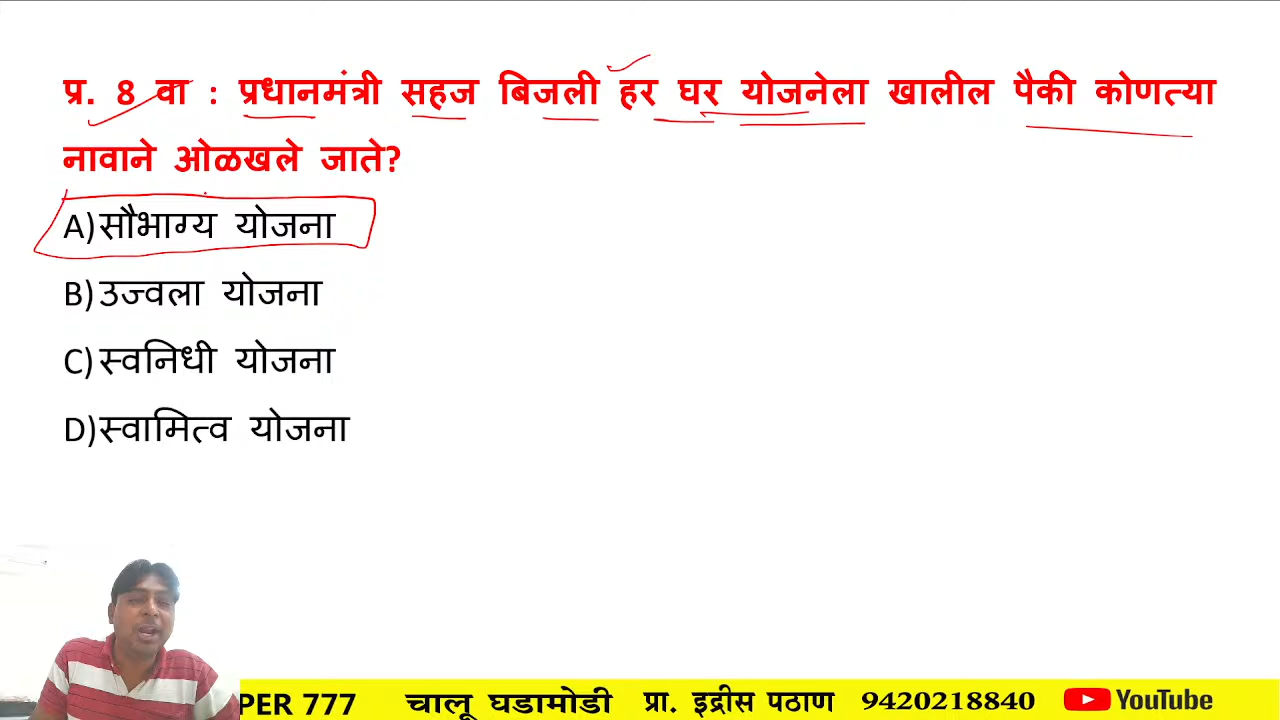 प्र. 8 वा : प्रधानमंत्री सहज बिजली हर घर योजनेला खालील पैकी कोणत्या
नावाने ओळखले जाते?
A)सौभाग्य योजना
B)उज्वला योजना
C)स्वनिधी योजना
D)स्वामित्व योजना
PER 777 चालू घडामोडी प्रा. इद्रीस पठाण 9420218840 YouTube